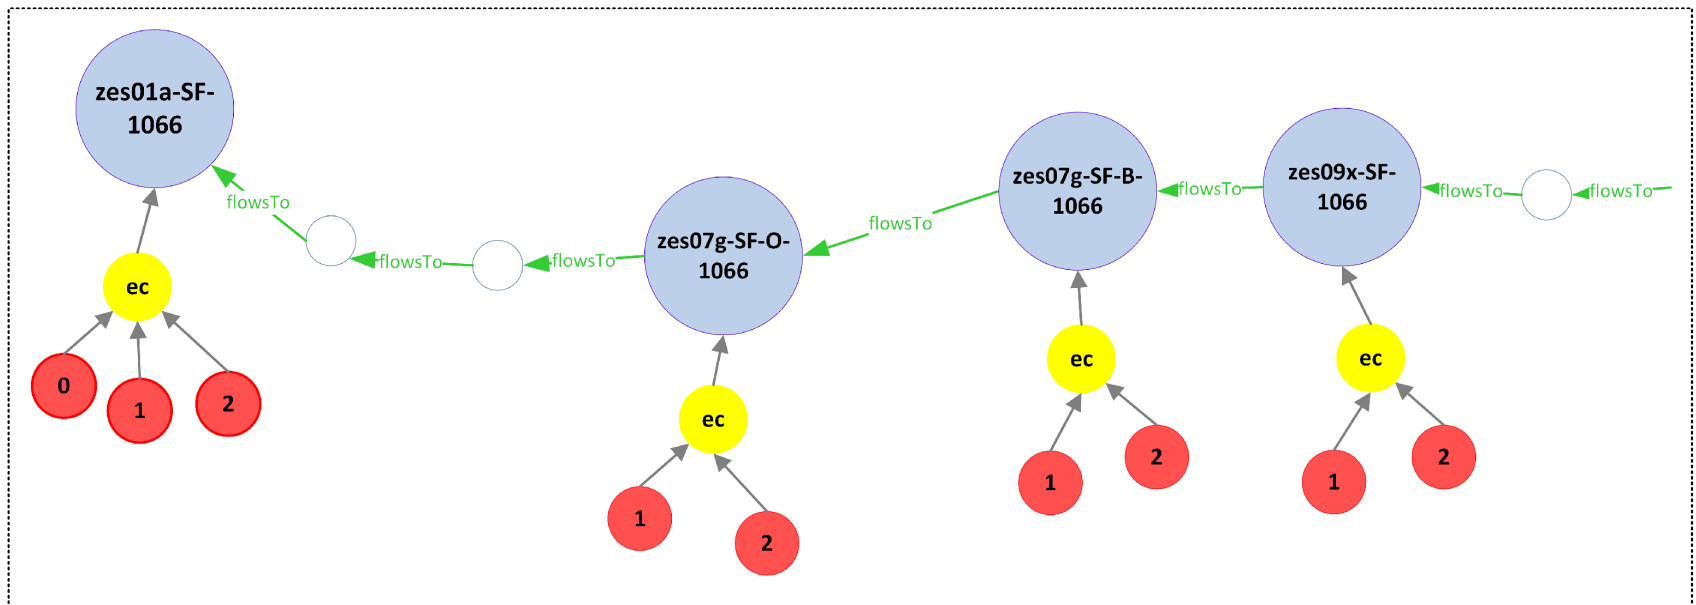 zes01a-SF-
1066
flowsTo
flowsTo
flowsTo
zes07g-SF-O-
1066
flowsTo
zes07g-SF-B-
1066
flowsTo
zes09x-SF-
1066
flowsTo
flowsTo
ec
0
1
2
ec
1
2
ec
1
2
ec
1
2